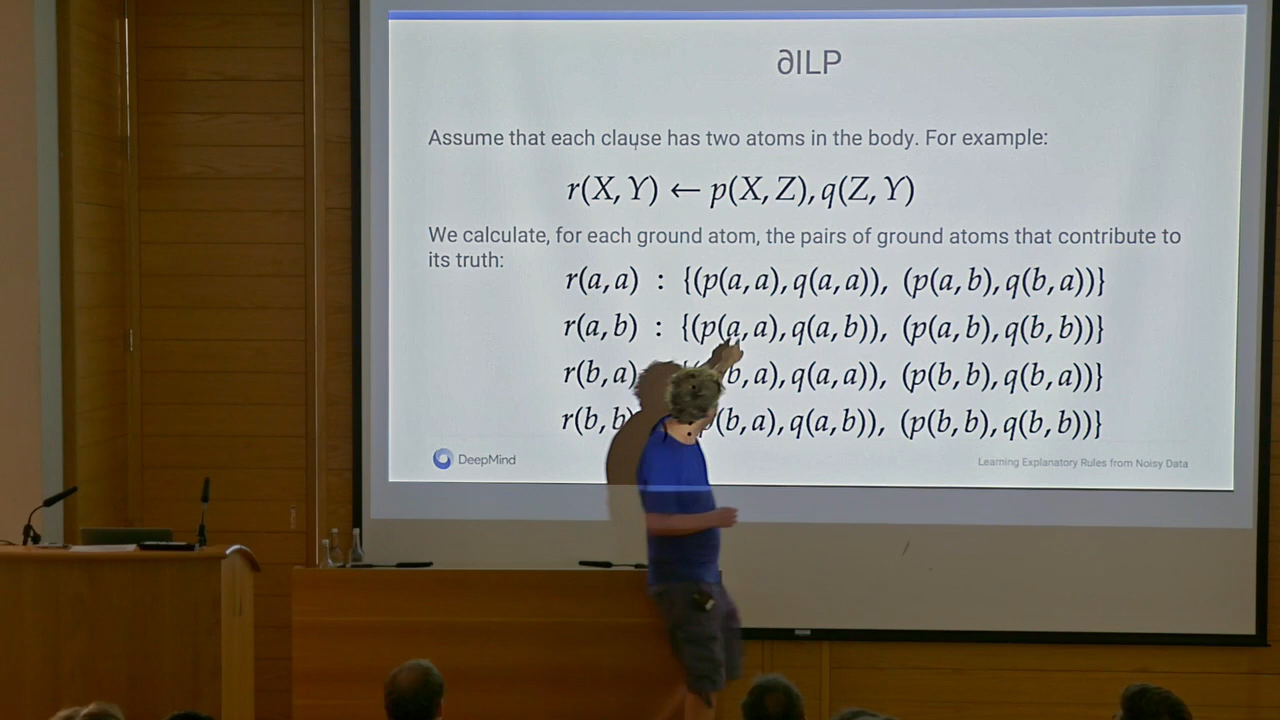 ∂ILP
Assume that each clause has two atoms in the body. For example:
r(X, Y) ← p(X, Z), q(Z, Y)
We calculate, for each ground atom, the pairs of ground atoms that contribute to
its truth:
r(a, a) : {(p(a, a), q(a, a)), (p(a, b), q(b, a))}
r(a, b) : {(p(a, a), q(a, b)), (p(a, b), q(b, b))}
r(b, a) b, a), q(a, a)), (p(b, b), q(b, a))}
r(b, b p(b, a), q(a, b)), (p(b, b), q(b, b))}
DeepMind
Learning Explanatory Rules from Noisy Data